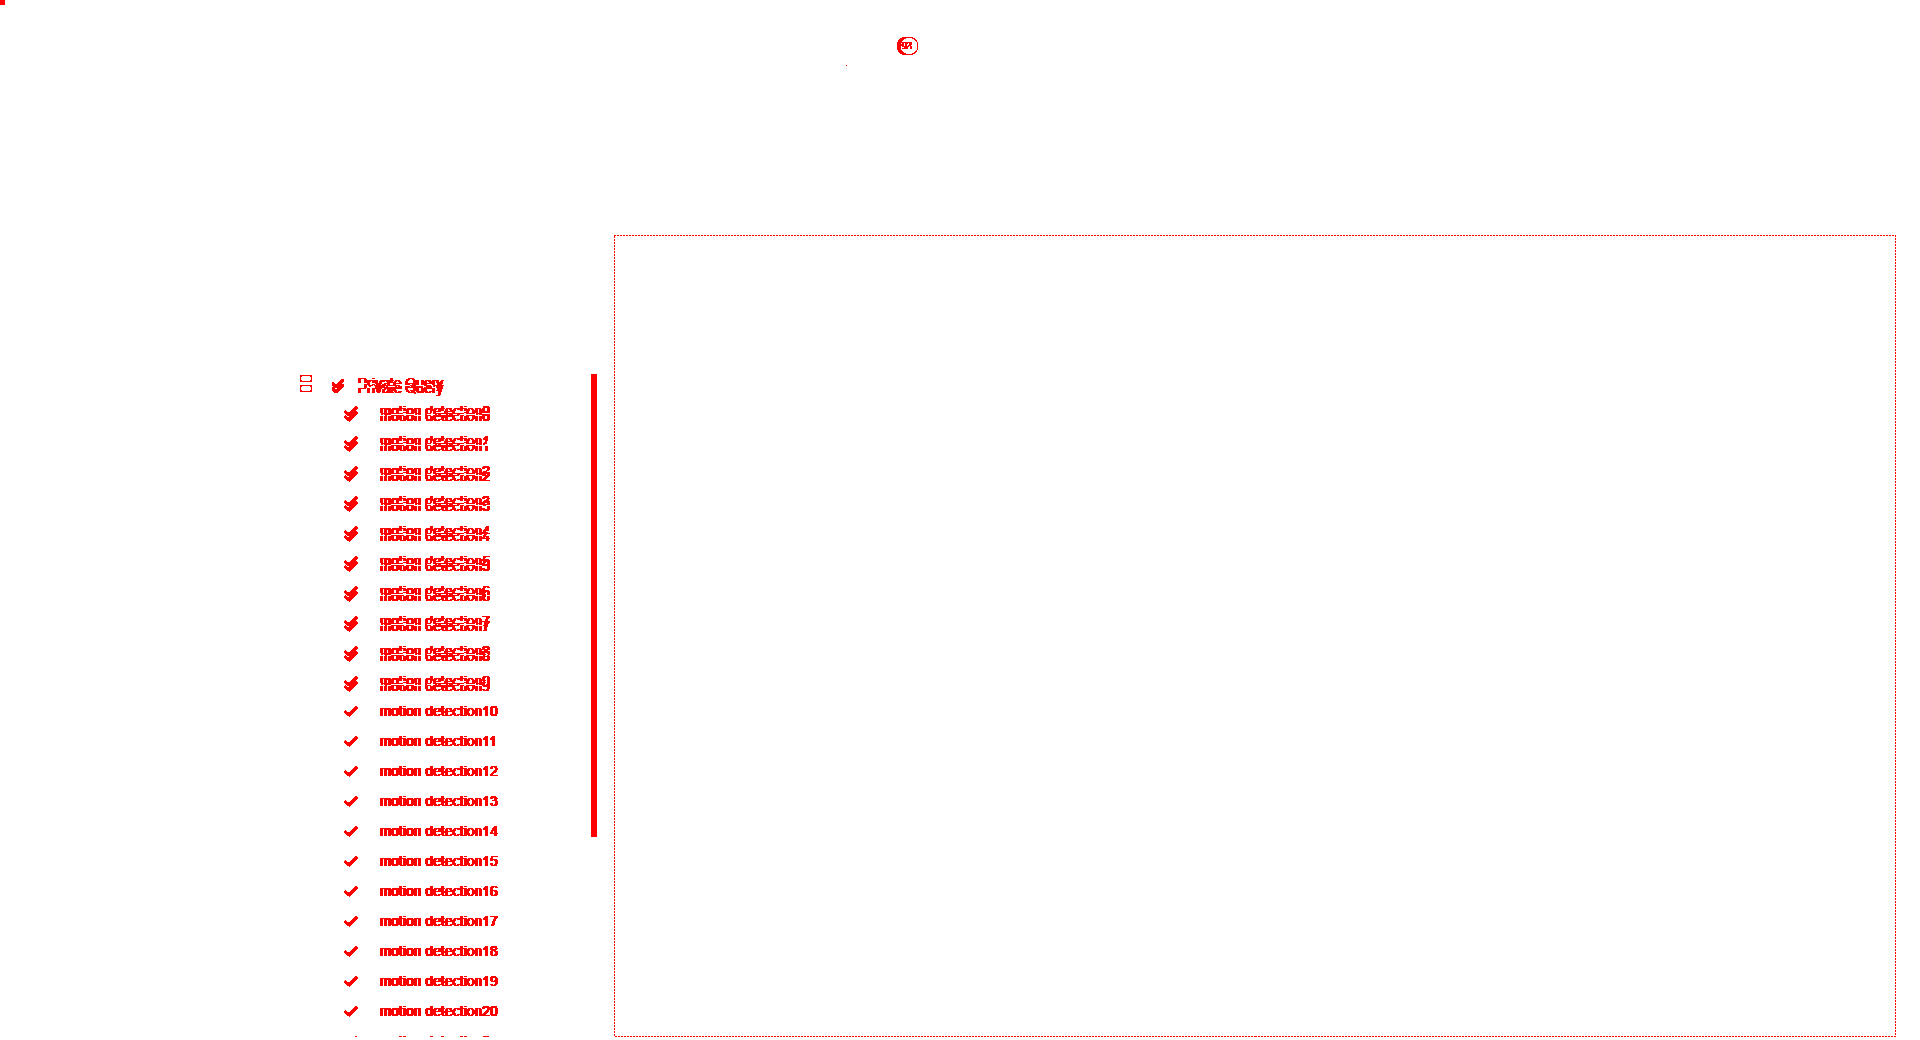 Private Query
motion detection0
motion detection1
motion detection2
motion detection3
motion detection4
motion detection5
motion detection6
motion detection7
motion detection8
motion detection9
motion detection10
motion detection11
motion detection12
motion detection13
motion detection14
motion detection15
motion detection16
motion detection17
motion detection18
motion detection19
motion detection20